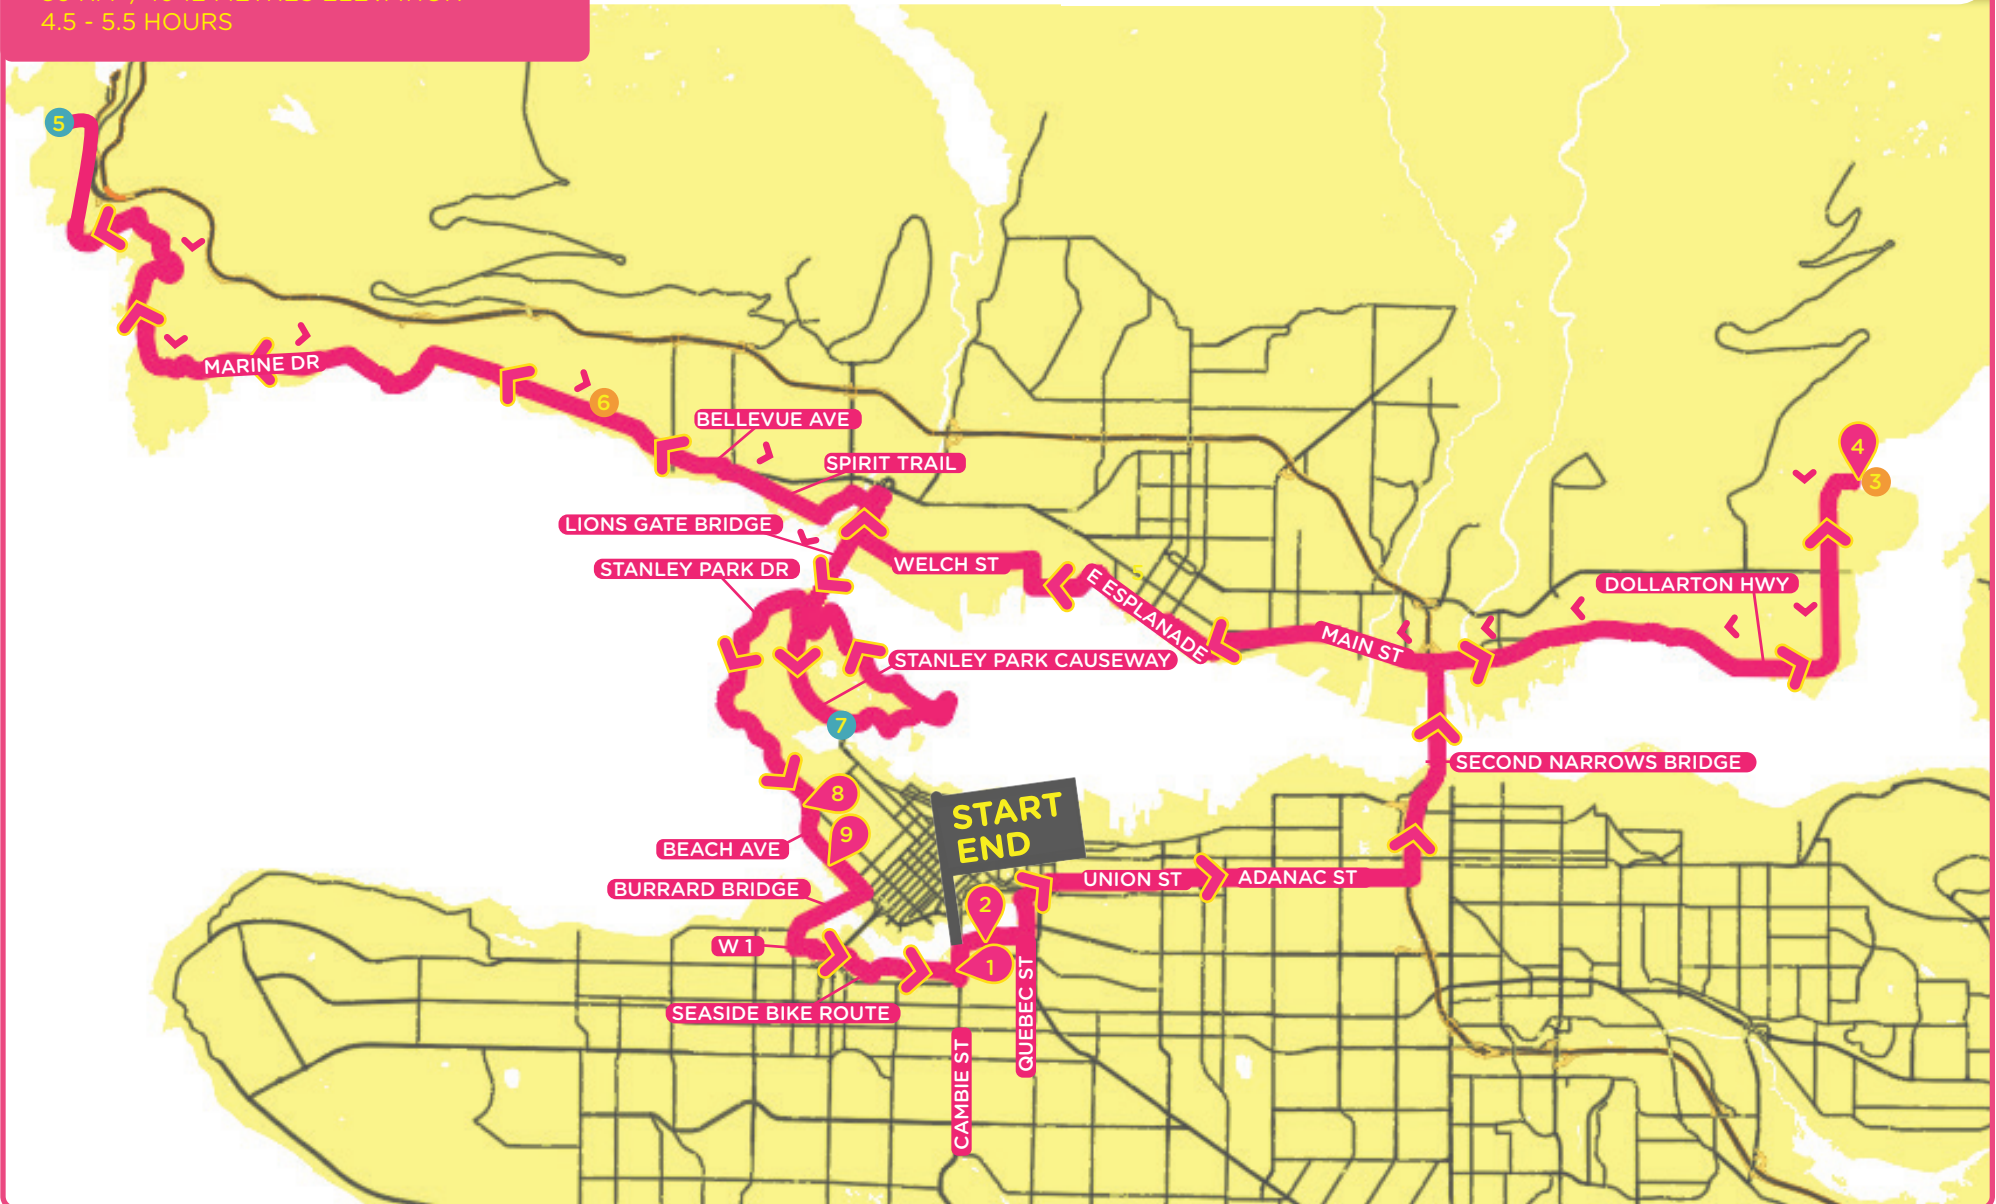 4.5 - 5.5 HOURS
5
MARINE DR
6
BELLEVUE AVE
SPIRIT TRAIL
4
3
LIONS GATE BRIDGE
WELCH ST
STANLEY PARK DR
5
E ESPLANADE
DOLLARTON HWY
MAIN ST
STANLEY PARK CAUSEWAY
7
SECOND NARROWS BRIDGE
8
START
END
9
BEACH AVE
UNION ST
ADANAC ST
BURRARD BRIDGE
2
W 1
1
SEASIDE BIKE ROUTE
QUEBEC ST
CAMBIE ST